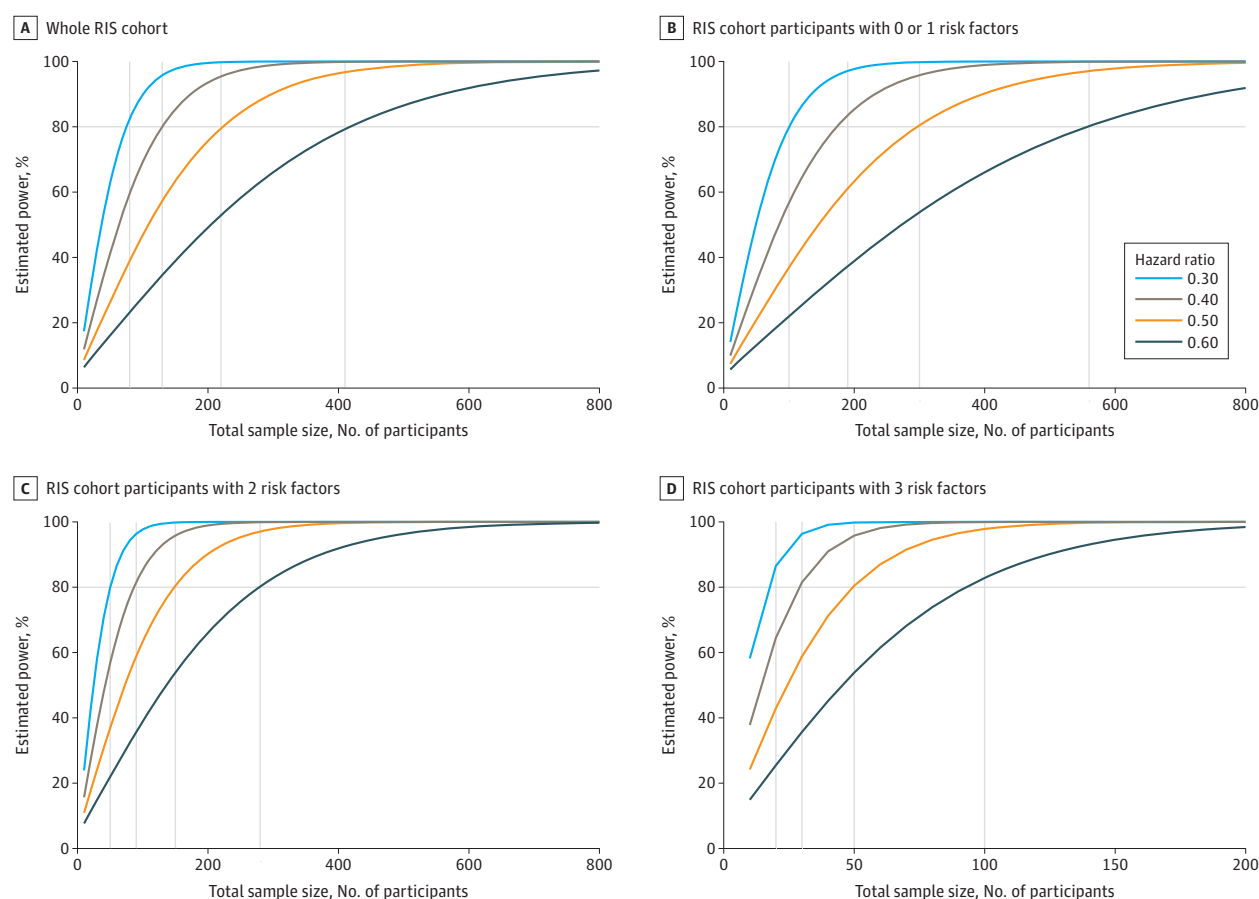 A Whole RIS cohort
100
80
60
40
20
0
Estimated power, %
0 200 400 600 800
Total sample size, No. of participants
B RIS cohort participants with 0 or 1 risk factors
100
80
60
40
20
0
Estimated power, %
Hazard ratio
0.30
0.40
0.50
0.60
0 200 400 600 800
Total sample size, No. of participants
C RIS cohort participants with 2 risk factors
100
80
60
40
20
0
Estimated power, %
0 200 400 600 800
Total sample size, No. of participants
D RIS cohort participants with 3 risk factors
100
80
60
40
20
0
Estimated power, %
0 50 100 150 200
Total sample size, No. of participants